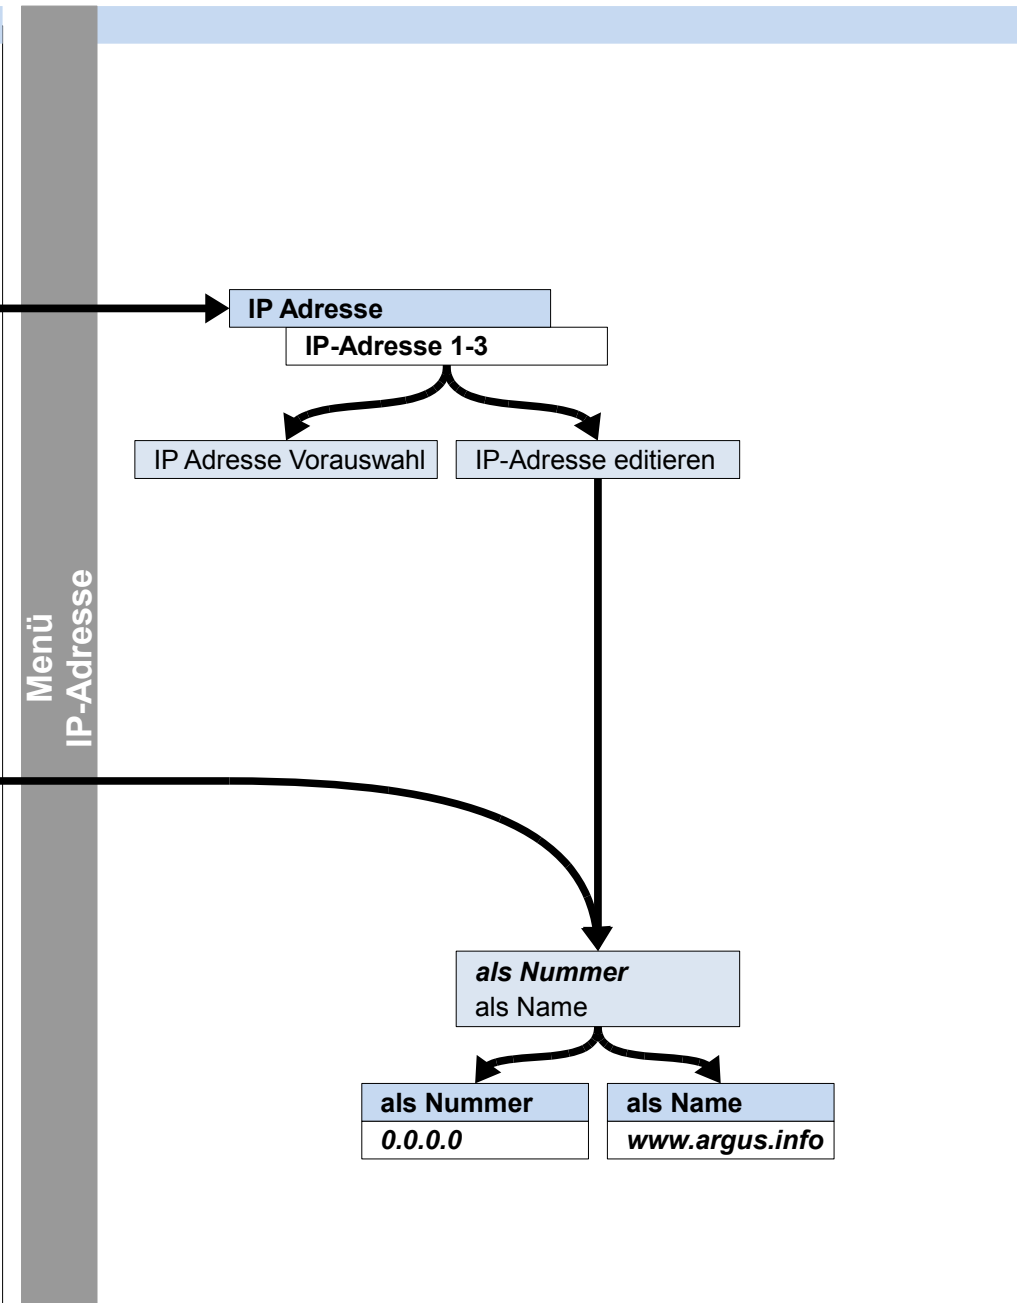 Menü
IP-Adresse
IP Adresse
IP-Adresse 1-3
IP Adresse Vorauswahl
IP-Adresse editieren
als Nummer
als Name
als Nummer
0.0.0.0
als Name
www.argus.info